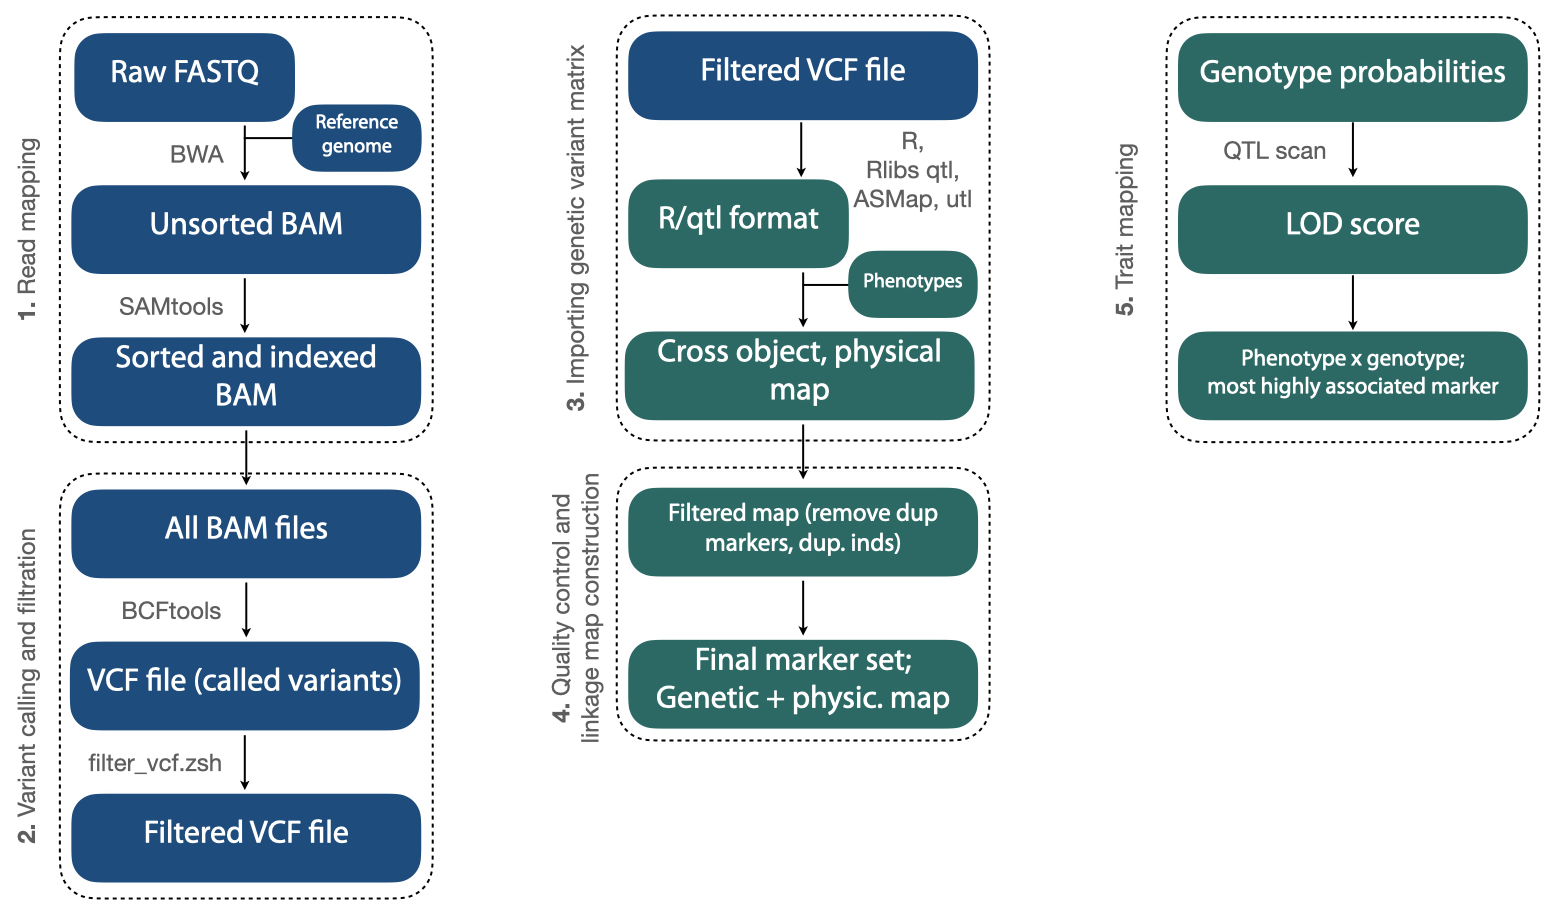 1. Read mapping
Raw FASTQ
Reference
genome
BWA
Unsorted BAM
SAMtools
Sorted and indexed
BAM
2. Variant calling and filtration
All BAM files
BCFtools
VCF file (called variants)
filter_vcf.zsh
Filtered VCF file
3. Importing genetic variant matrix
Filtered VCF file
R,
Rlibs qtl,
ASMap, utl
R/qtl format
Phenotypes
Cross object, physical
map
4. Quality control and
linkage map construction
Filtered map (remove dup
markers, dup. inds)
Final marker set;
Genetic + physic. map
5. Trait mapping
Genotype probabilities
QTL scan
LOD score
Phenotype x genotype;
most highly associated marker